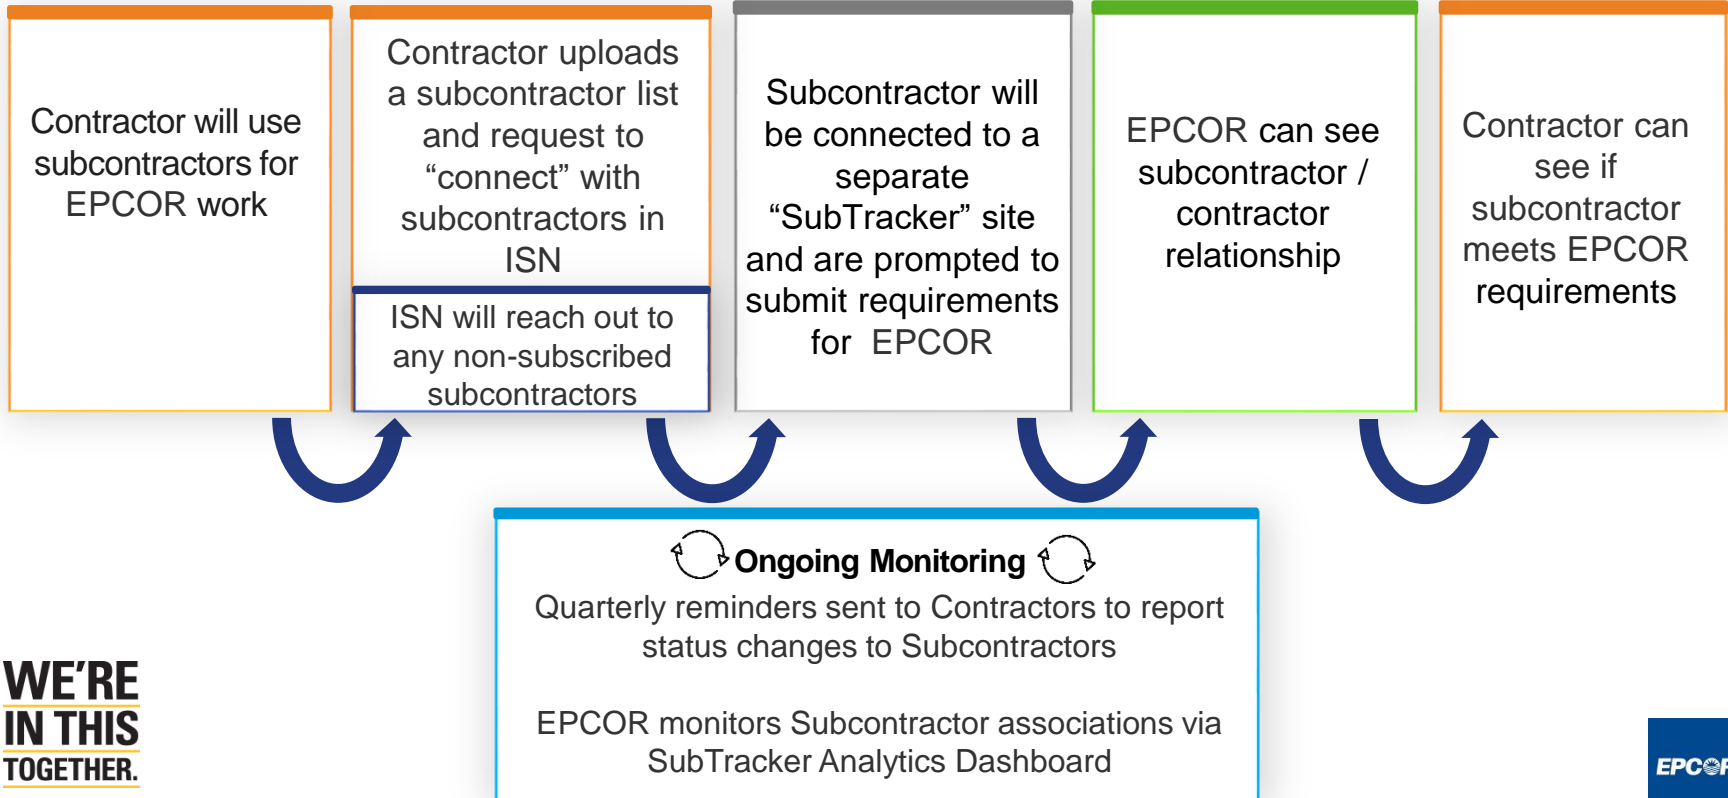 Contractor will use
subcontractors for
EPCOR work
Contractor uploads
a subcontractor list
and request to
“connect” with
subcontractors in
ISN
ISN will reach out to
any non-subscribed
subcontractors
Subcontractor will
be connected to a
separate
“SubTracker” site
and are prompted to
submit requirements
for EPCOR
EPCOR can see
subcontractor /
contractor
relationship
Contractor can
see if
subcontractor
meets EPCOR
requirements
Ongoing Monitoring
Quarterly reminders sent to Contractors to report
status changes to Subcontractors
EPCOR monitors Subcontractor associations via
SubTracker Analytics Dashboard
WE'RE
IN THIS
TOGETHER.
EPCOR